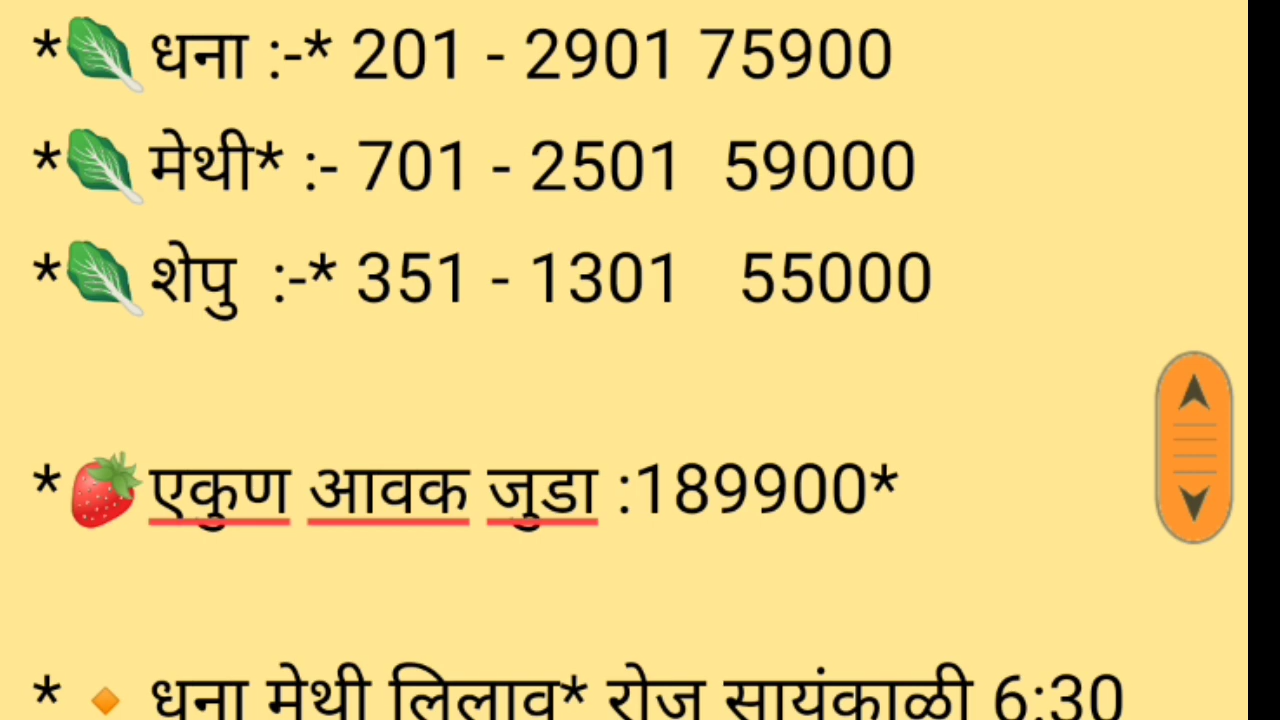 *🥬धना :-* 201 - 2901 75900
*🥬मेथी* :- 701 - 2501  59000
*🥬शेपु  :-* 351 - 1301   55000
*🍓एकुण आवक जुडा :189900*
*🔸धना मेथी लिलाव* रोज सायंकाळी 6:30